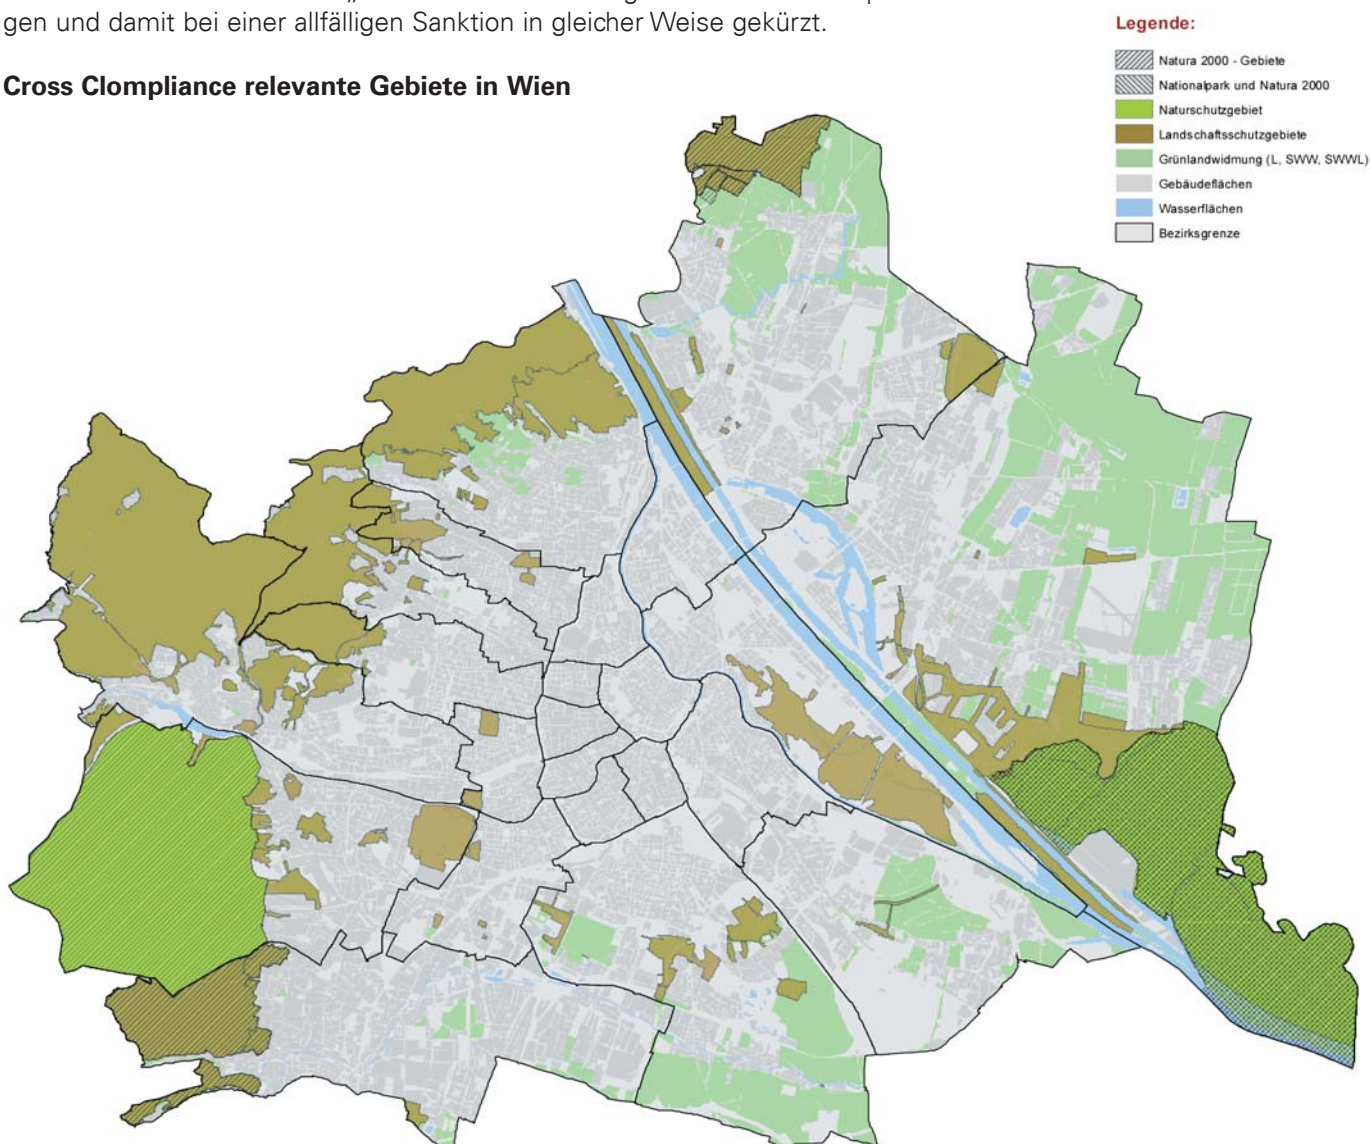 gen und damit bei einer allfälligen Sanktion in gleicher Weise gekürzt.
Cross Clompliance relevante Gebiete in Wien
Legende:
Natura 2000 - Gebiete
Nationalpark und Natura 2000
Naturschutzgebiet
Landschaftsschutzgebiete
Grünlandwidmung (L, SWW, SWWL)
Gebäudeflächen
Wasserflächen
Bezirksgrenze